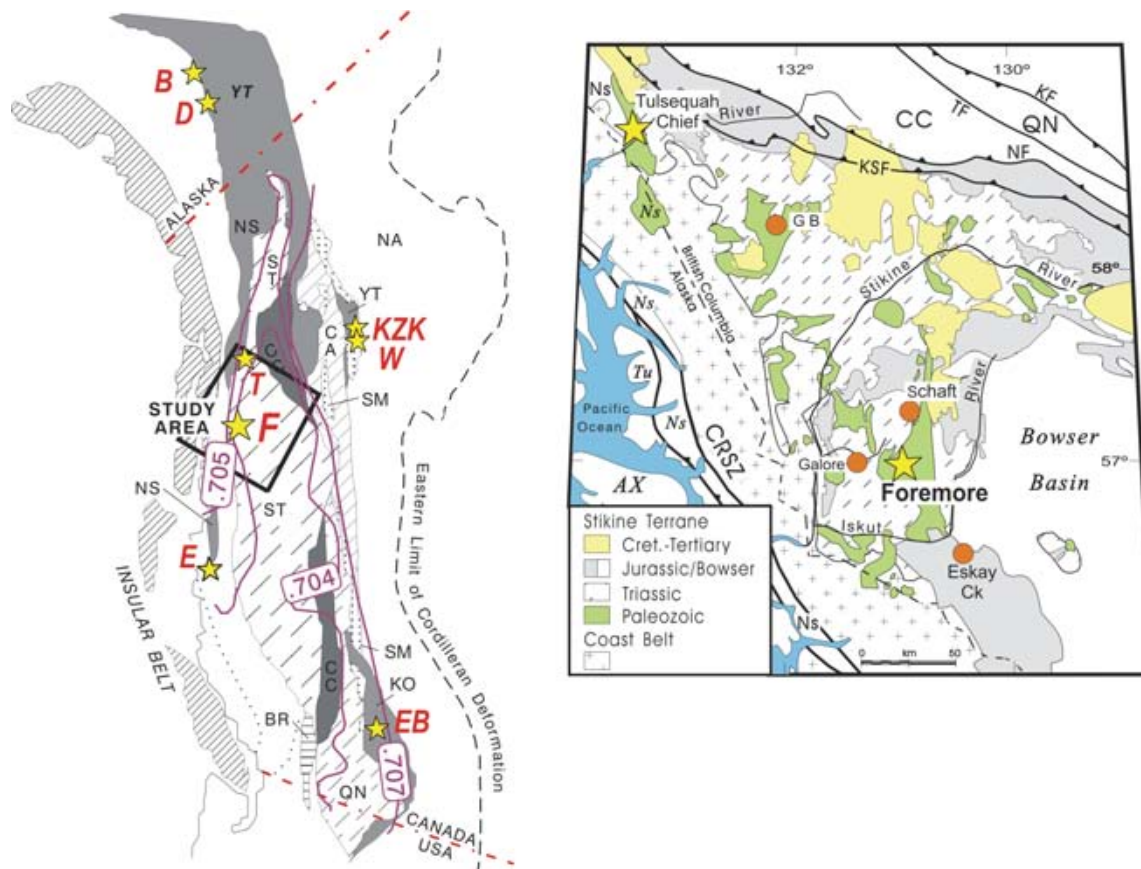 B
D
YT
ALASKA
NS
ST
NA
YT
KZK
W
CA
CC
T
SM
STUDY
AREA
F
.705
NS
ST
E
.704
INSULAR BELT
Eastern Limit of Cordilleran Deformation
CC
SM
KO
BR
EB
.707
QN
CANADA
USA
132°
130°
Ns
Tulsequah
Chief
River
CC
TF
KF
QN
NF
KSF
Ns
GB
58°
British Columbia
Alaska
Stikine
River
Ns
Tu
Ns
Pacific
Ocean
CRSZ
AX
Schaft
River
Galore
Foremore
57°
Bowser
Basin
Iskut
Eskay
Ck
Ns
Stikine Terrane
Cret.-Tertiary
Jurassic/Bowser
Triassic
Paleozoic
Coast Belt
0 km 50